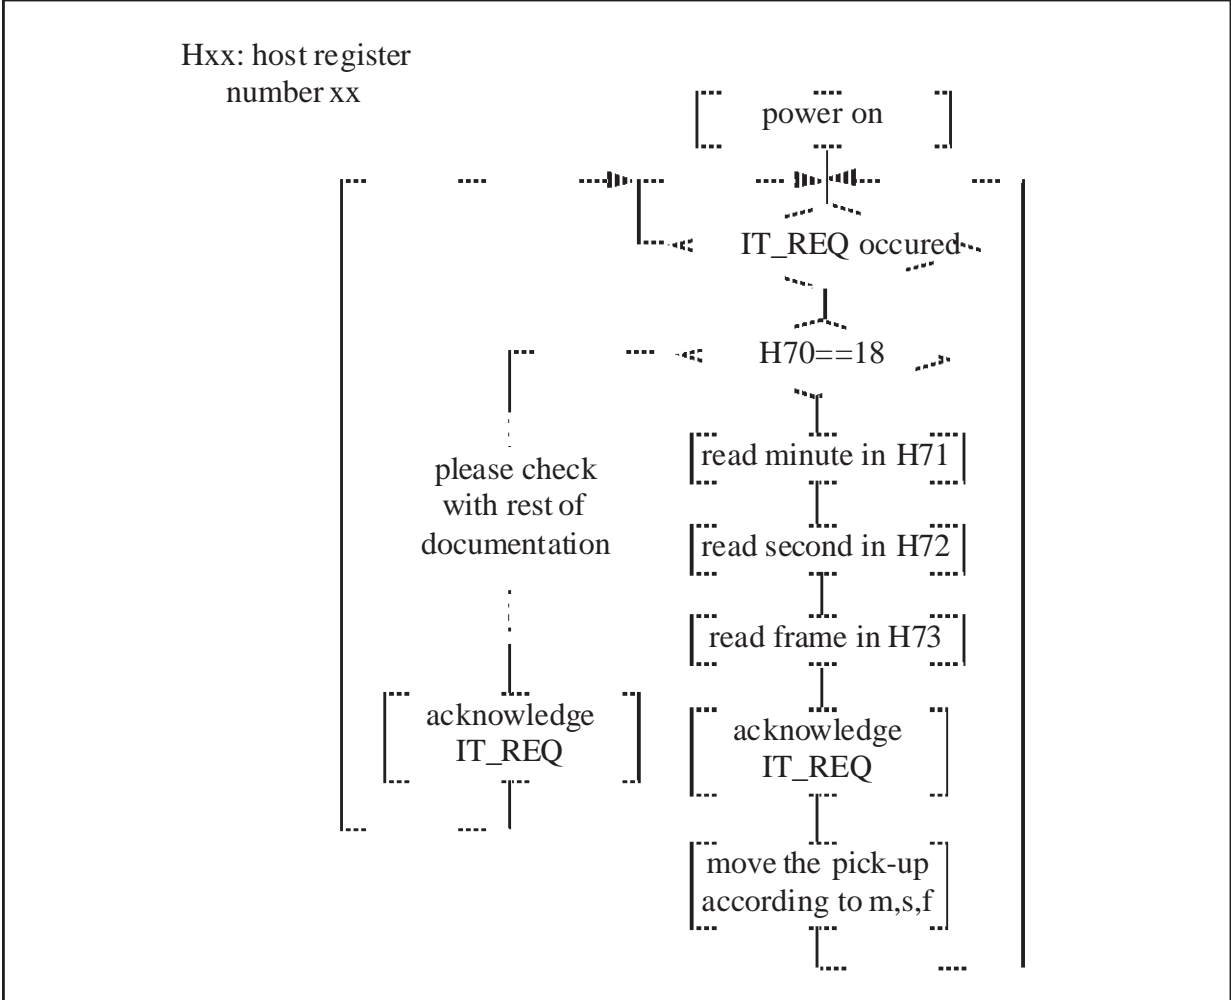 Hxx: host register
number xx
power on
IT_REQ occured
H70==18
please check
with rest of
documentation
read minute in H71
read second in H72
read frame in H73
acknowledge
IT_REQ
acknowledge
IT_REQ
move the pick-up
according to m,s,f